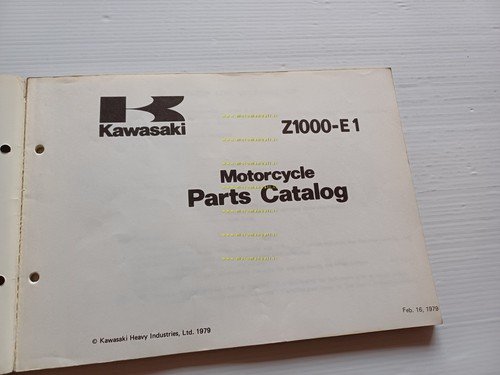 Kawasaki
Z1000-E1
Motorcycle
Parts Catalog
© Kawasaki Heavy Industries, Ltd. 1979
Feb. 16, 1979